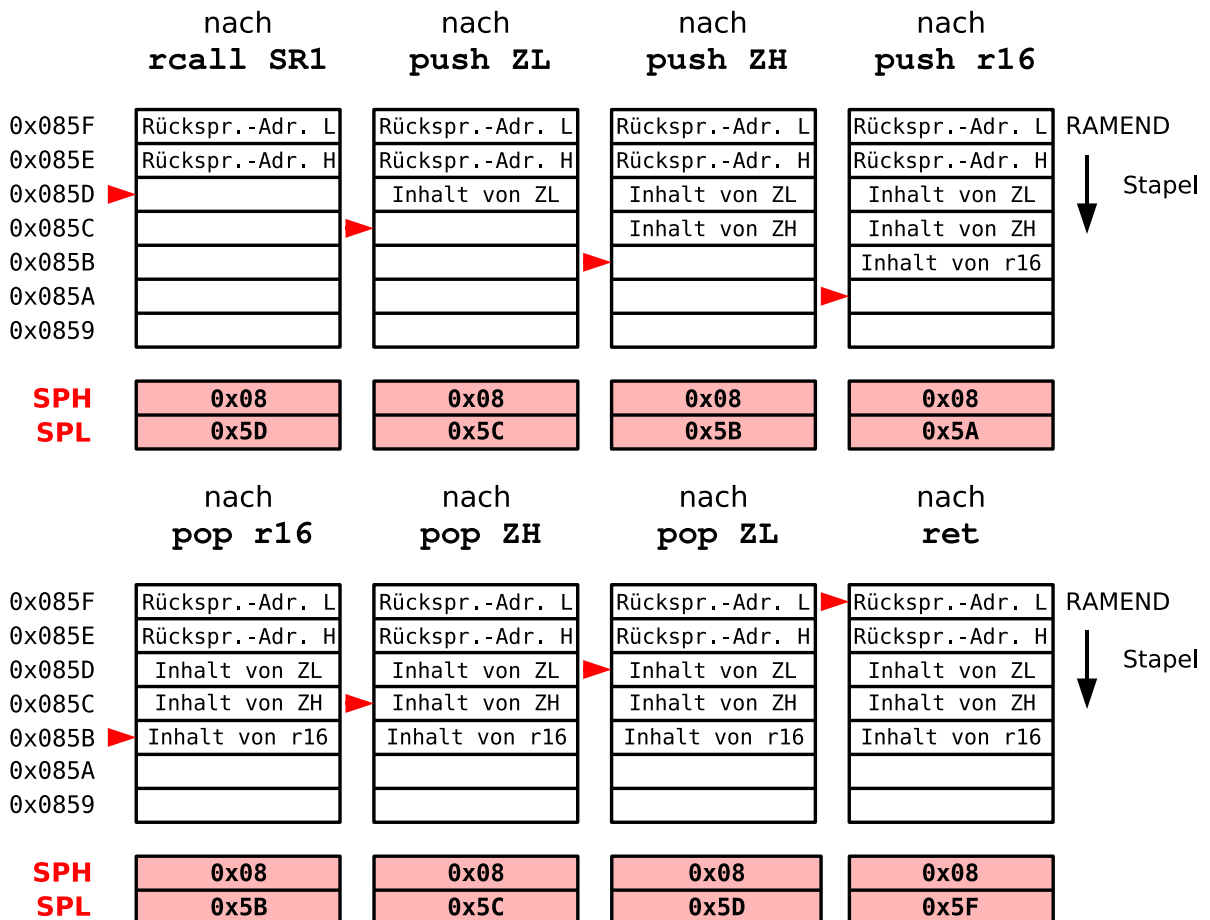 nach nach nach nach
rcall SR1 push ZL push ZH push r16
0x085F Rückspr.-Adr. L Rückspr.-Adr. L Rückspr.-Adr. L Rückspr.-Adr. L RAMEND
0x085E Rückspr.-Adr. H Rückspr.-Adr. H Rückspr.-Adr. H Rückspr.-Adr. H
0x085D Inhalt von ZL Inhalt von ZL Inhalt von ZL Stapel
0x085C Inhalt von ZH Inhalt von ZH
0x085B Inhalt von r16
0x085A
0x0859
SPH 0x08 0x08 0x08 0x08
SPL 0x5D 0x5C 0x5B 0x5A
nach nach nach nach
pop r16 pop ZH pop ZL ret
0x085F Rückspr.-Adr. L Rückspr.-Adr. L Rückspr.-Adr. L Rückspr.-Adr. L RAMEND
0x085E Rückspr.-Adr. H Rückspr.-Adr. H Rückspr.-Adr. H Rückspr.-Adr. H
0x085D Inhalt von ZL Inhalt von ZL Inhalt von ZL Inhalt von ZL Stapel
0x085C Inhalt von ZH Inhalt von ZH Inhalt von ZH Inhalt von ZH
0x085B Inhalt von r16 Inhalt von r16 Inhalt von r16 Inhalt von r16
0x085A
0x0859
SPH 0x08 0x08 0x08 0x08
SPL 0x5B 0x5C 0x5D 0x5F